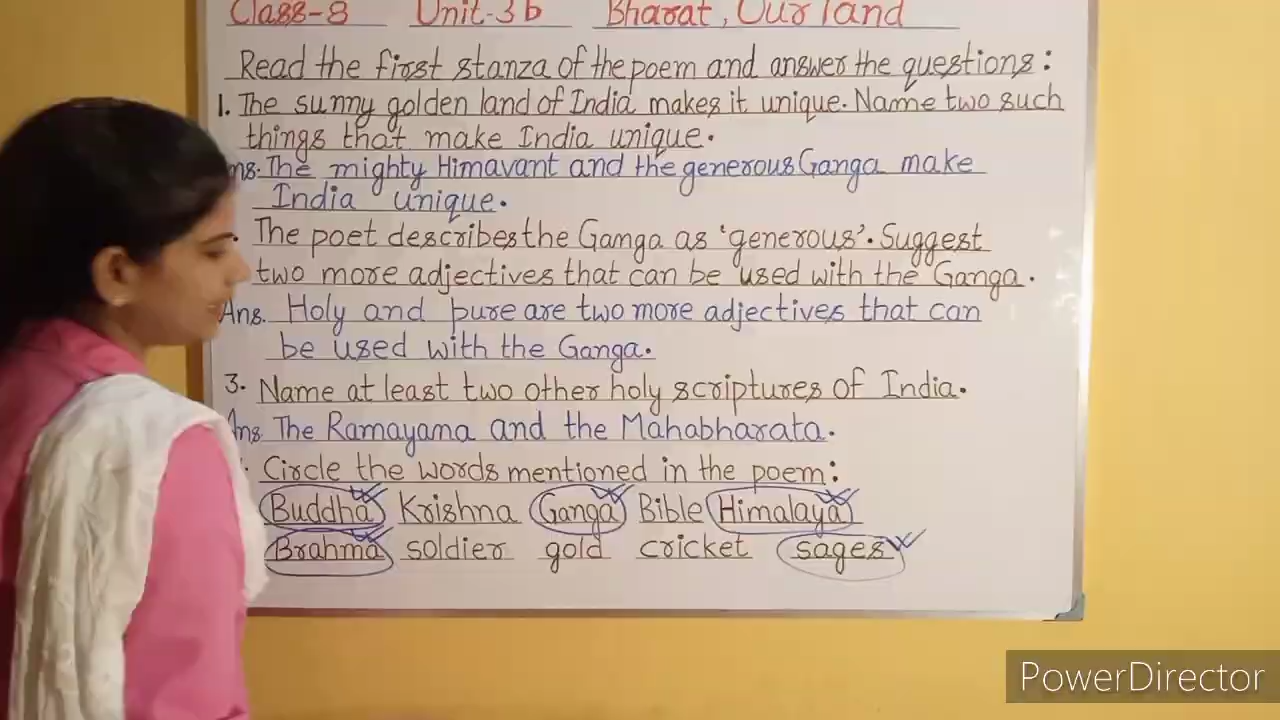 Class-8 Unit-3b Bharat, Our land
Read the first stanza of the poem and answer the questions:
1. The sunny golden land of India makes it unique. Name two such
things that make India unique.
ns. The mighty Himavant and the generous Ganga make
India unique.
. The poet describes the Ganga as 'generous'. Suggest
two more adjectives that can be used with the Ganga.
Ans. Holy and pure are two more adjectives that can
be used with the Ganga.
3. Name at least two other holy scriptures of India.
Ans The Ramayana and the Mahabharata.
Circle the words mentioned in the poem:
Buddha Krishna Ganga Bible Himalaya
Brahma soldier gold cricket sages
PowerDirector